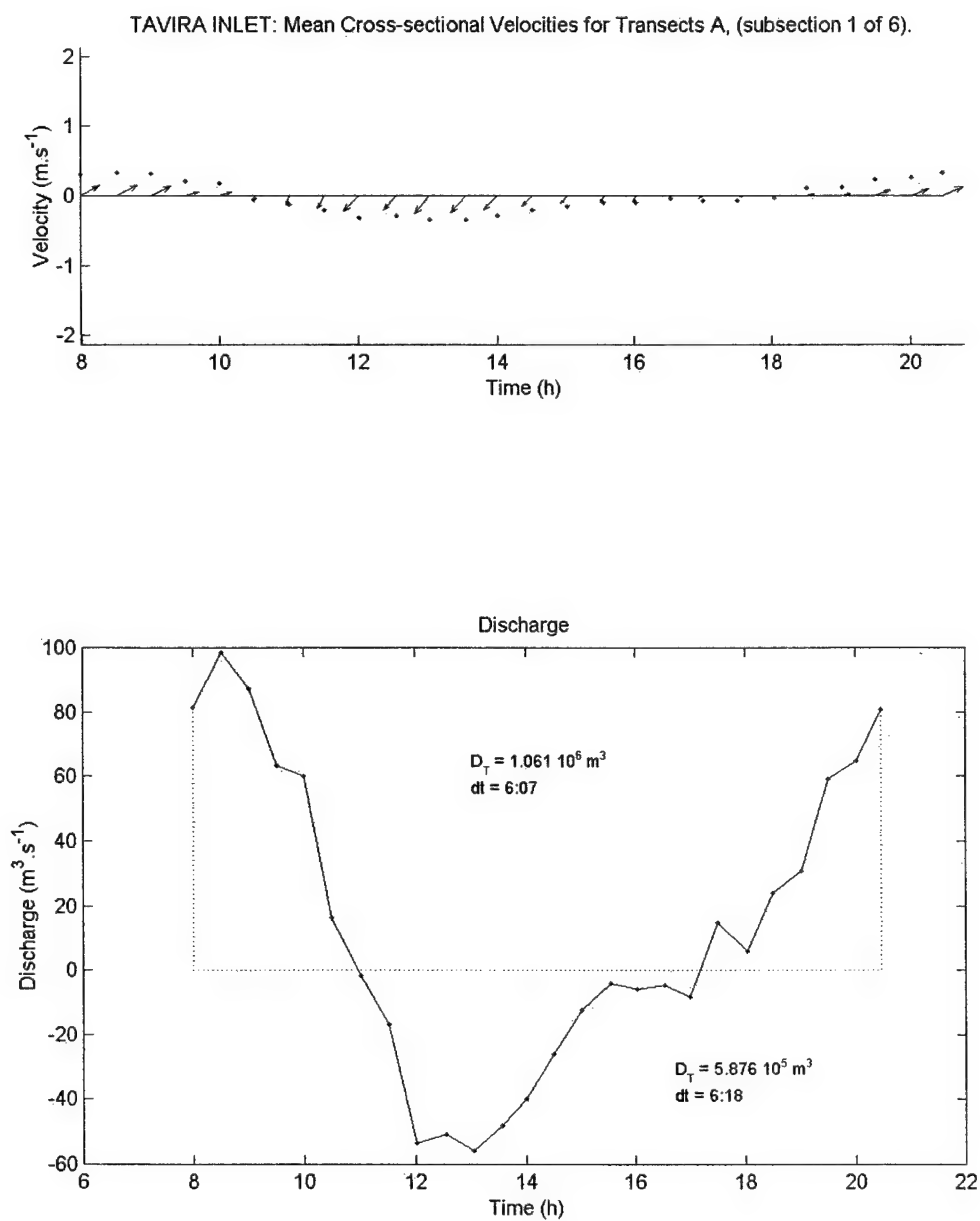 TAVIRA INLET: Mean Cross-sectional Velocities for Transects A, (subsection 1 of 6).
2
1
0
-1
-2
Velocity (m.s⁻¹)
8 10 12 14 16 18 20
Time (h)
Discharge
100
80
60
40
20
0
-20
-40
-60
Discharge (m³.s⁻¹)
D_T = 1.061 10⁶ m³
dt = 6:07
D_T = 5.876 10⁵ m³
dt = 6:18
6 8 10 12 14 16 18 20 22
Time (h)